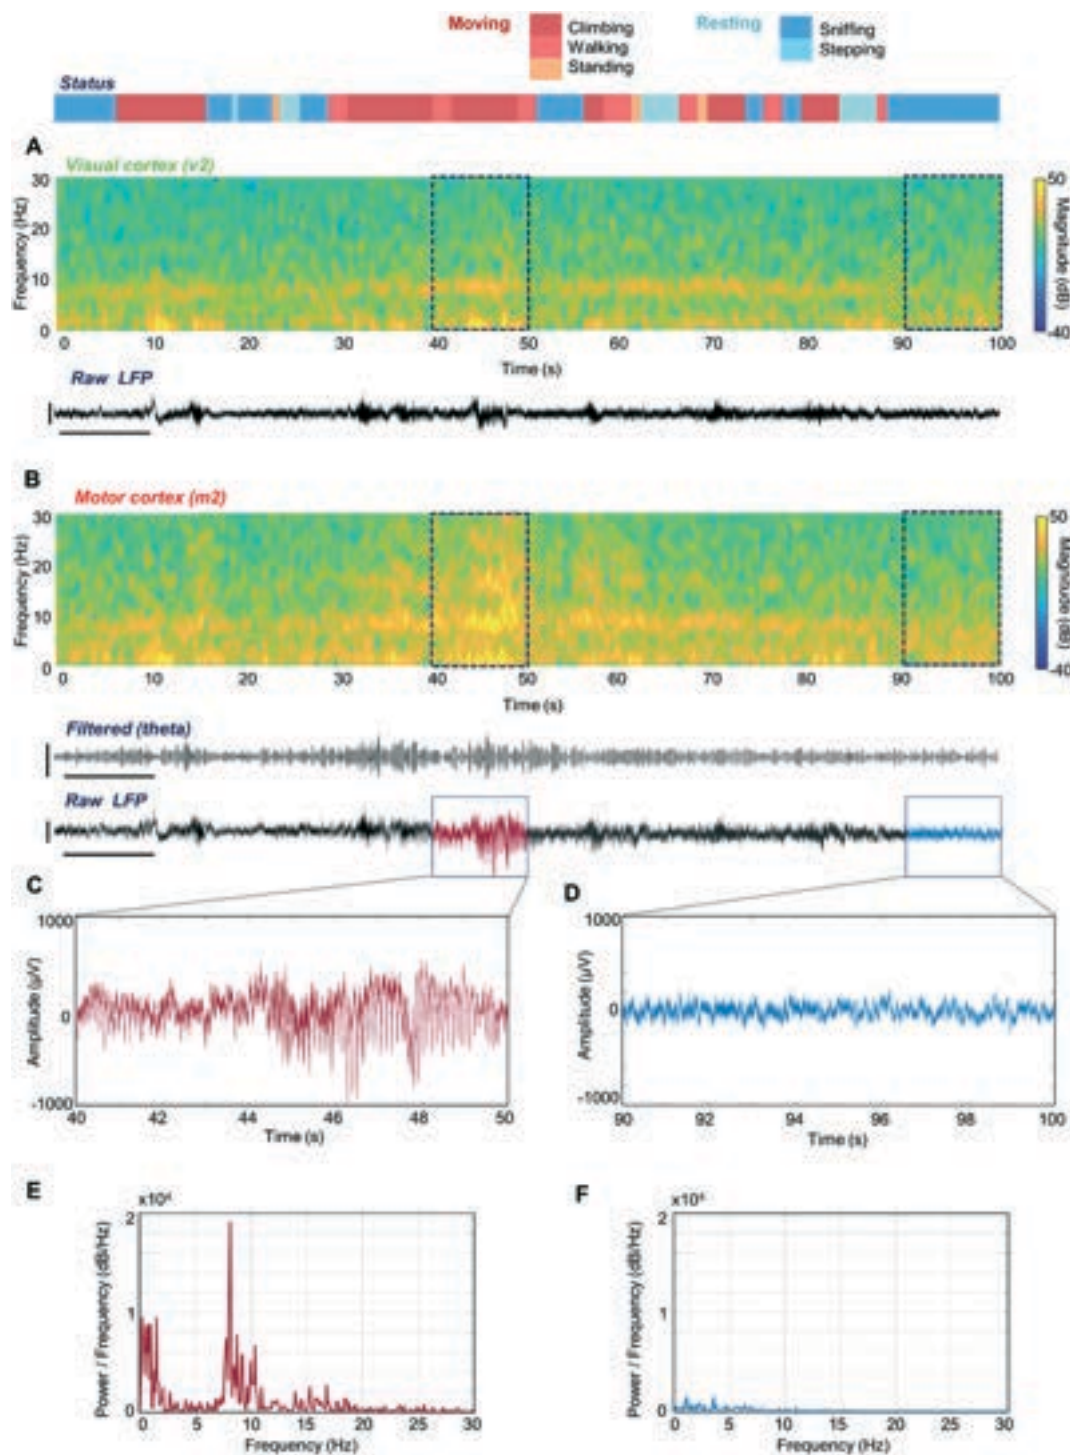 Moving Climbing Resting Sniffing
Walking Stepping
Standing
Status
A
Visual cortex (v2)
30
20
10
0
Frequency (Hz)
0 10 20 30 40 50 60 70 80 90 100
Time (s)
50
-40
Magnitude (dB)
Raw LFP
B
Motor cortex (m2)
30
20
10
0
Frequency (Hz)
0 10 20 30 40 50 60 70 80 90 100
Time (s)
50
-40
Magnitude (dB)
Filtered (theta)
Raw LFP
C
1000
0
-1000
Amplitude (µV)
40 42 44 46 48 50
Time (s)
D
1000
0
-1000
Amplitude (µV)
90 92 94 96 98 100
Time (s)
E
2
1
0
Power / Frequency (dB/Hz)
0 5 10 15 20 25 30
Frequency (Hz)
F
2
1
0
Power / Frequency (dB/Hz)
0 5 10 15 20 25 30
Frequency (Hz)